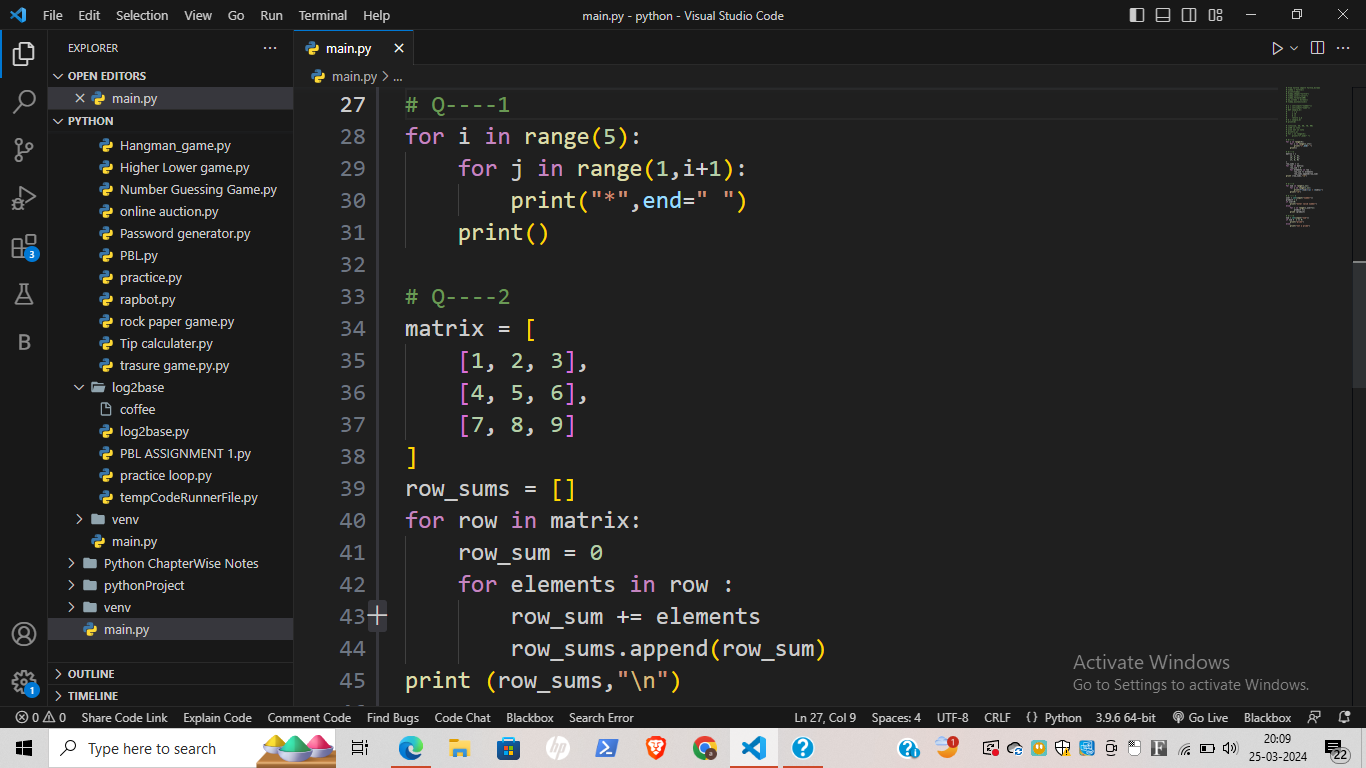 File Edit Selection View Go Run Terminal Help
main.py - python - Visual Studio Code
EXPLORER
OPEN EDITORS
main.py
PYTHON
Hangman_game.py
Higher Lower game.py
Number Guessing Game.py
online auction.py
Password generator.py
PBL.py
practice.py
rapbot.py
rock paper game.py
Tip calculater.py
trasure game.py.py
log2base
coffee
log2base.py
PBL ASSIGNMENT 1.py
practice loop.py
tempCodeRunnerFile.py
venv
main.py
Python ChapterWise Notes
pythonProject
venv
main.py
OUTLINE
TIMELINE
3
B
1
main.py
main.py > ...
27 # Q----1
28 for i in range(5):
29     for j in range(1,i+1):
30         print("*",end=" ")
31     print()
32
33 # Q----2
34 matrix = [
35     [1, 2, 3],
36     [4, 5, 6],
37     [7, 8, 9]
38 ]
39 row_sums = []
40 for row in matrix:
41     row_sum = 0
42     for elements in row :
43         row_sum += elements
44         row_sums.append(row_sum)
45 print (row_sums,"\n")
Activate Windows
Go to Settings to activate Windows.
0 0 Share Code Link Explain Code Comment Code Find Bugs Code Chat Blackbox Search Error
Ln 27, Col 9 Spaces: 4 UTF-8 CRLF Python 3.9.6 64-bit Go Live Blackbox
Type here to search
hp
1
20:09
25-03-2024
22